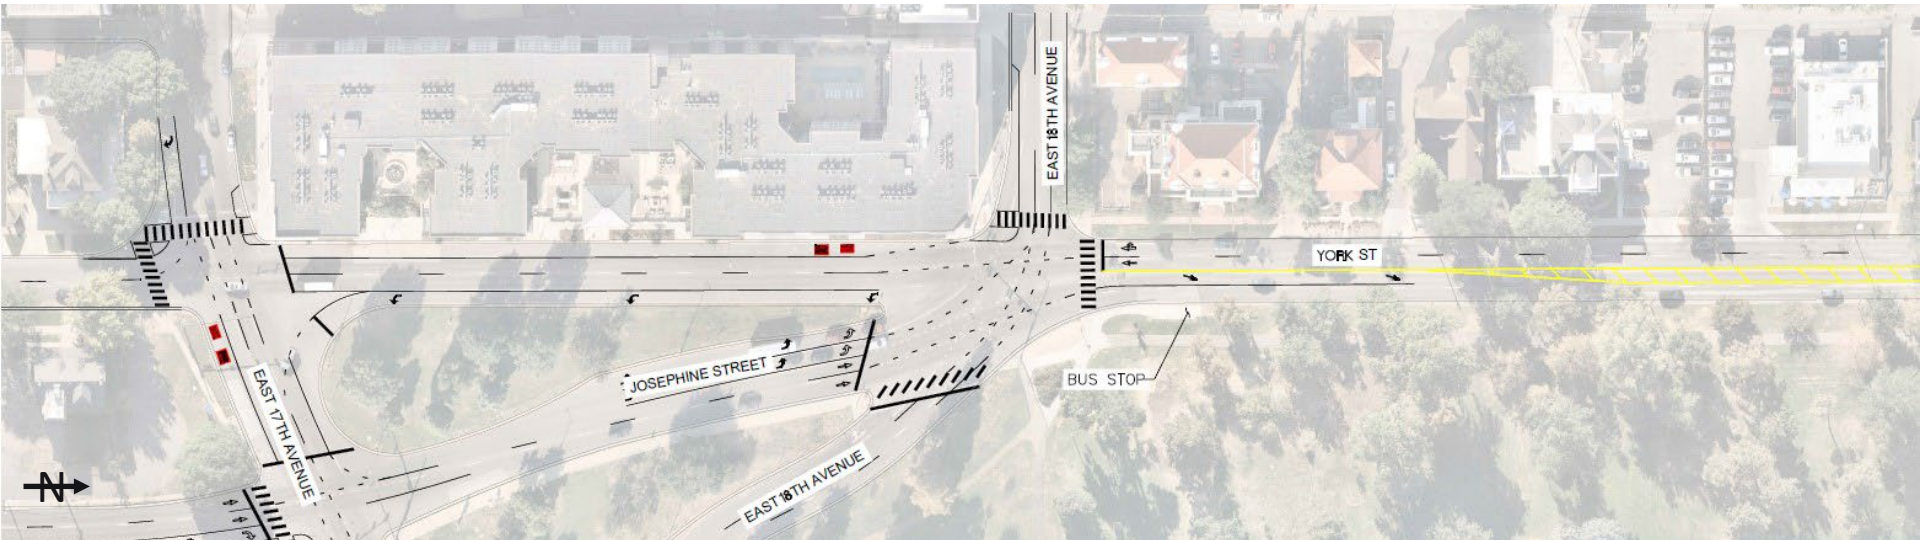 EAST 18TH AVENUE
YORK ST
JOSEPHINE STREET
BUS STOP
EAST 17TH AVENUE
EAST 18TH AVENUE
N